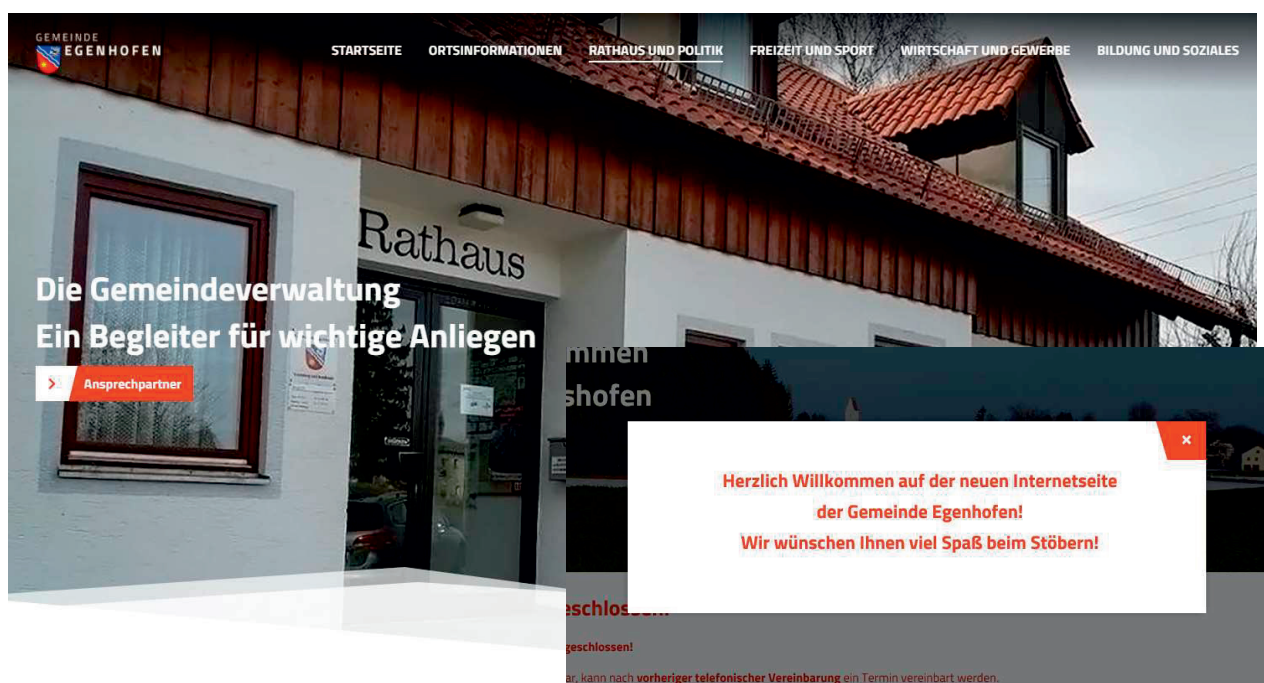 GEMEINDE
EGENHOFEN
STARTSEITE ORTSINFORMATIONEN RATHAUS UND POLITIK FREIZEIT UND SPORT WIRTSCHAFT UND GEWERBE BILDUNG UND SOZIALES
Rathaus
Die Gemeindeverwaltung
Ein Begleiter für wichtige Anliegen
Ansprechpartner
mmen
shofen
×
Herzlich Willkommen auf der neuen Internetseite
der Gemeinde Egenhofen!
Wir wünschen Ihnen viel Spaß beim Stöbern!
eschlossen!
geschlossen!
ar, kann nach vorheriger telefonischer Vereinbarung ein Termin vereinbart werden.